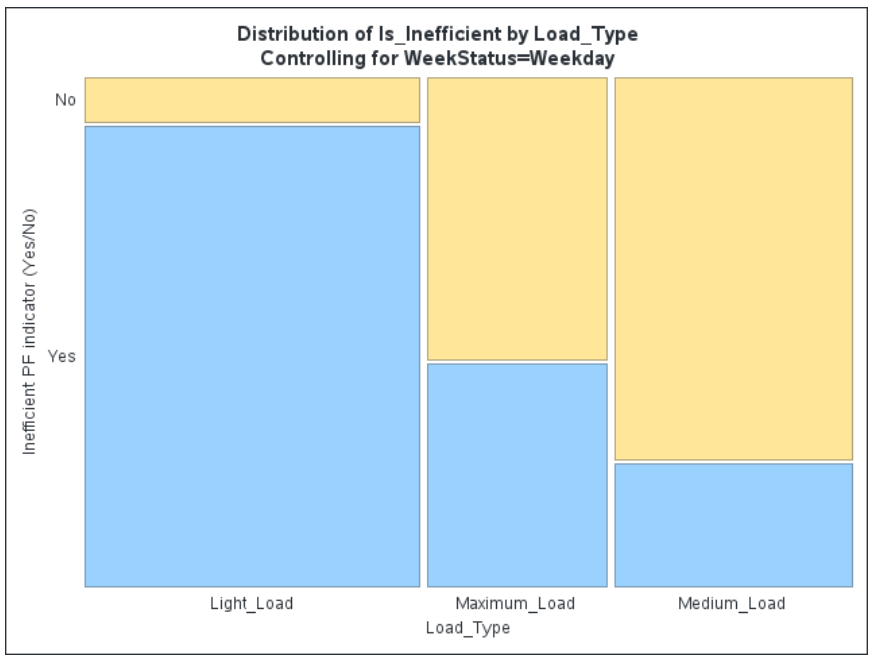 Distribution of Is_Inefficient by Load_Type
Controlling for WeekStatus=Weekday
Inefficient PF indicator (Yes/No)
No
Yes
Light_Load
Maximum_Load
Medium_Load
Load_Type